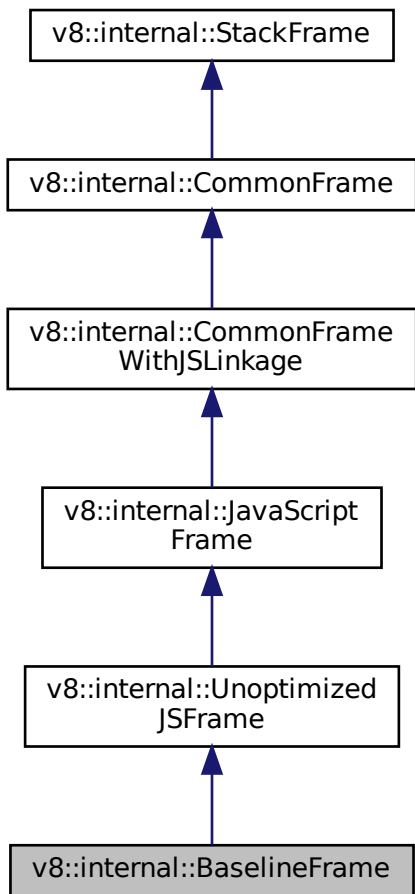 v8::internal::StackFrame
v8::internal::CommonFrame
v8::internal::CommonFrame
WithJSLinkage
v8::internal::JavaScript
Frame
v8::internal::Unoptimized
JSFrame
v8::internal::BaselineFrame